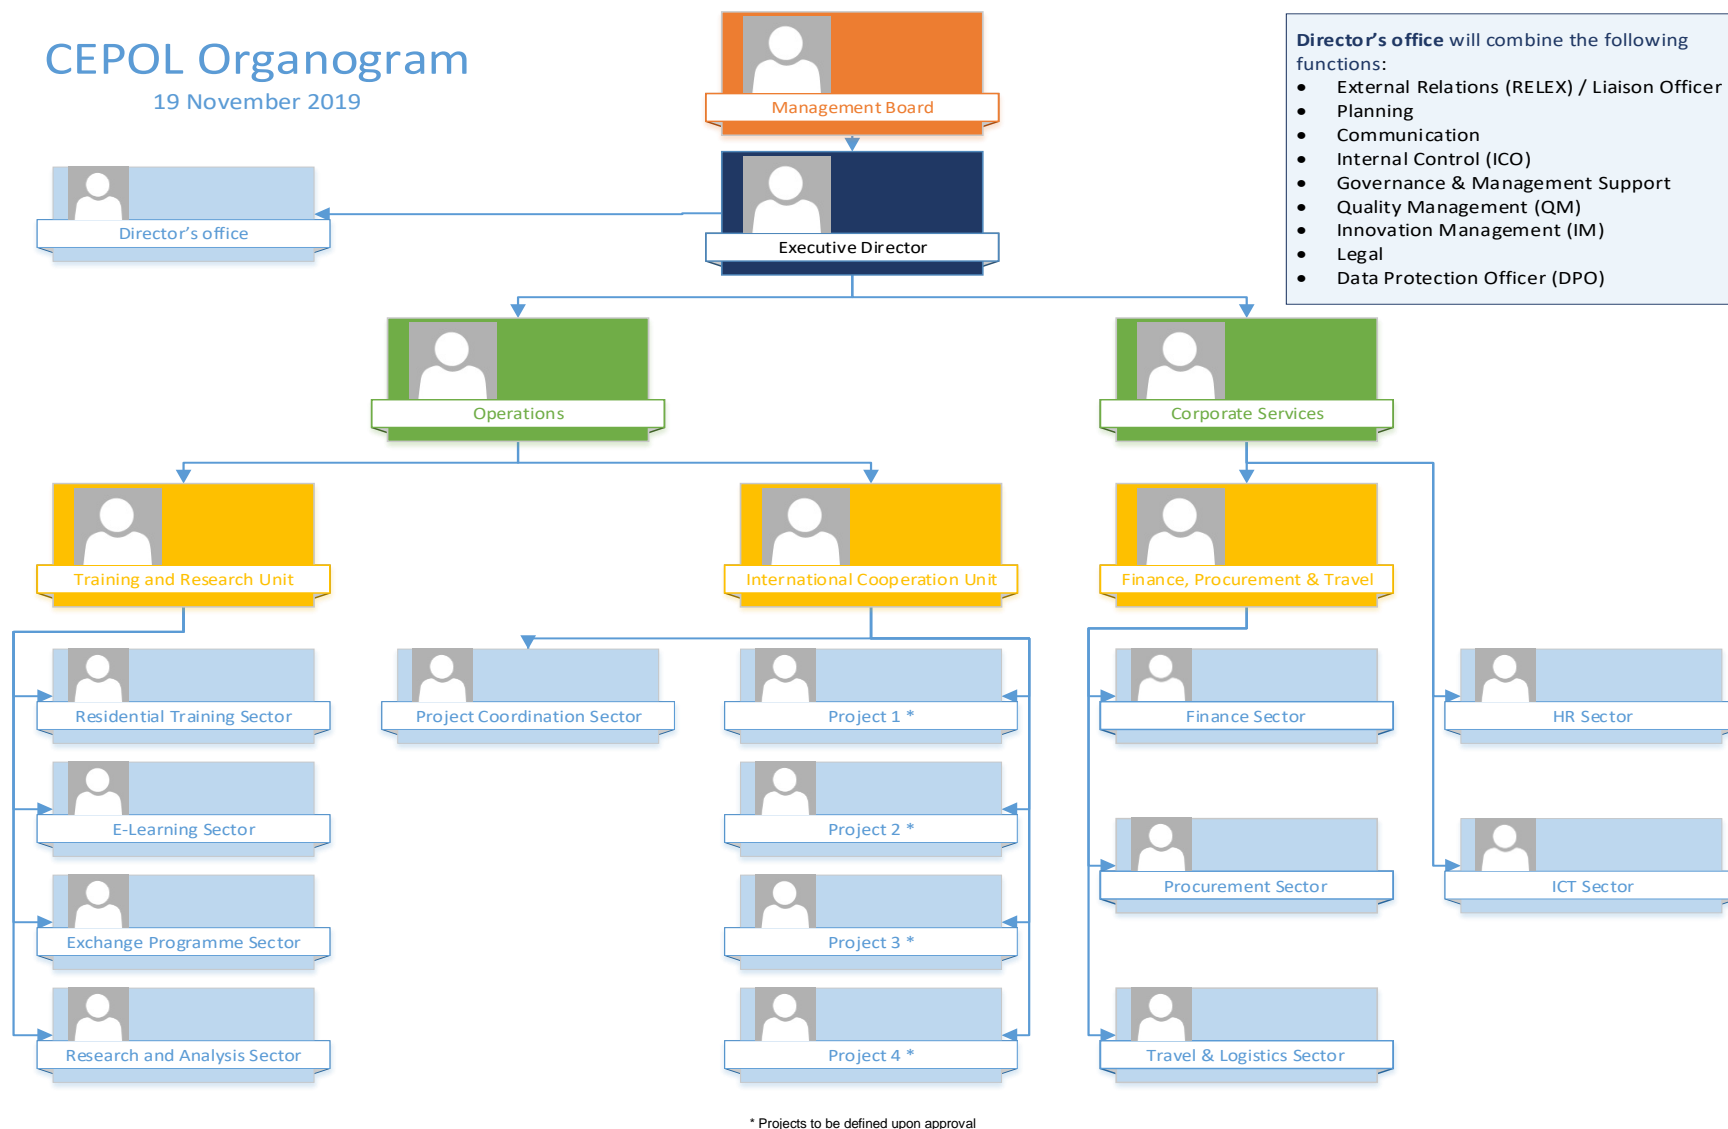 CEPOL Organogram
19 November 2019
Management Board
Director's office will combine the following
functions:
• External Relations (RELEX) / Liaison Officer
• Planning
• Communication
• Internal Control (ICO)
• Governance & Management Support
• Quality Management (QM)
• Innovation Management (IM)
• Legal
• Data Protection Officer (DPO)
Director's office
Executive Director
Operations
Corporate Services
Training and Research Unit
International Cooperation Unit
Finance, Procurement & Travel
Residential Training Sector
Project Coordination Sector
Project 1 *
Finance Sector
HR Sector
E-Learning Sector
Project 2 *
Procurement Sector
ICT Sector
Exchange Programme Sector
Project 3 *
Research and Analysis Sector
Project 4 *
Travel & Logistics Sector
* Projects to be defined upon approval